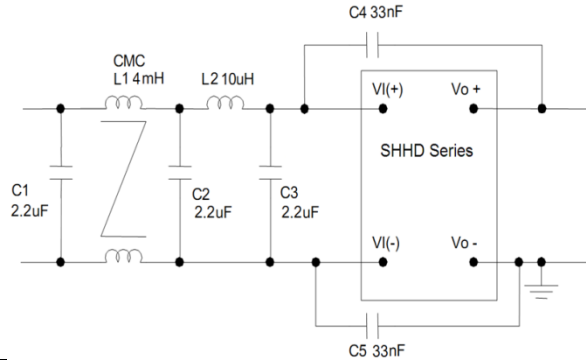 C4 33nF
CMC
L1 4mH
L2 10uH
VI(+)
Vo +
SHHD Series
C1
2.2uF
C2
2.2uF
C3
2.2uF
VI(-)
Vo -
C5 33nF